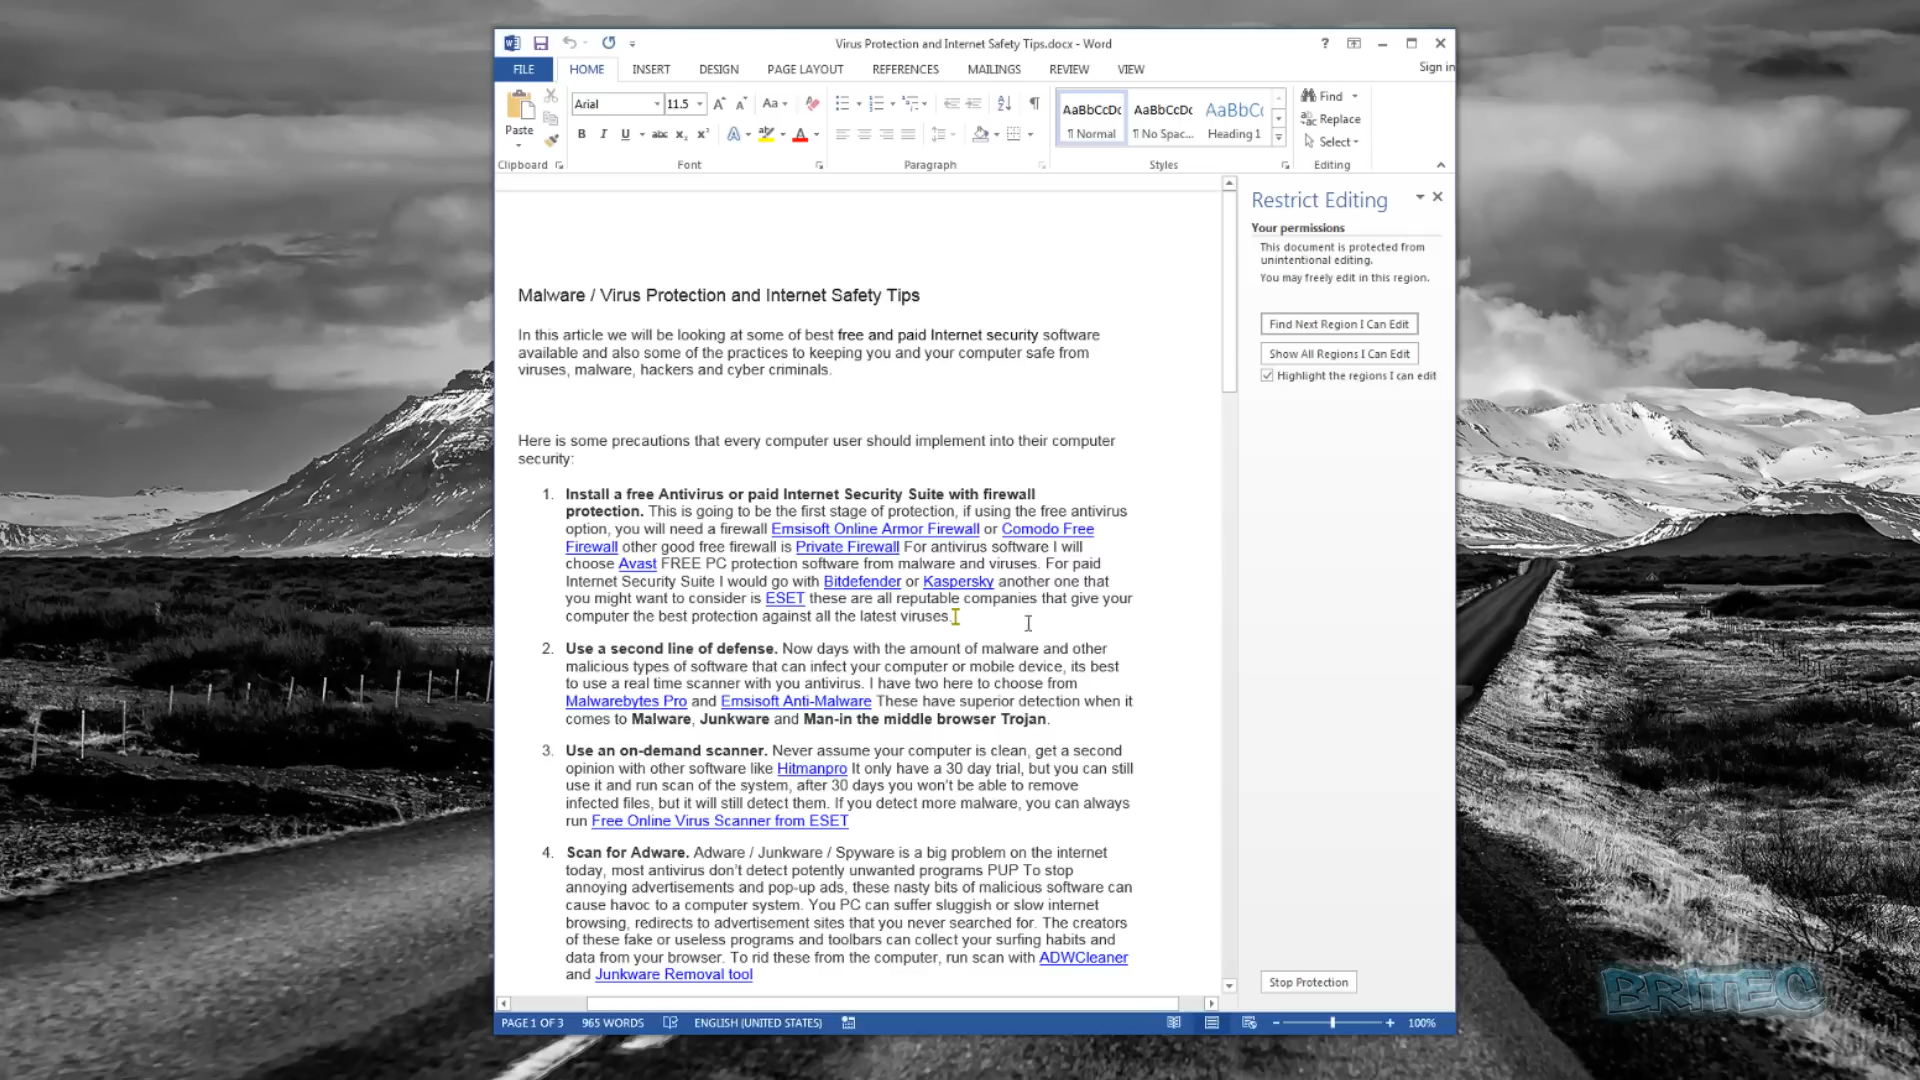 Virus Protection and Internet Safety Tips.docx - Word
FILE HOME INSERT DESIGN PAGE LAYOUT REFERENCES MAILINGS REVIEW VIEW Sign in
Paste
Clipboard
Arial 11.5
Font
Paragraph
AaBbCcDc AaBbCcDc AaBbC
¶ Normal ¶ No Spac... Heading 1
Styles
Find
Replace
Select
Editing
Malware / Virus Protection and Internet Safety Tips
In this article we will be looking at some of best free and paid Internet security software
available and also some of the practices to keeping you and your computer safe from
viruses, malware, hackers and cyber criminals.
Here is some precautions that every computer user should implement into their computer
security:
1. Install a free Antivirus or paid Internet Security Suite with firewall
protection. This is going to be the first stage of protection, if using the free antivirus
option, you will need a firewall Emsisoft Online Armor Firewall or Comodo Free
Firewall other good free firewall is Private Firewall For antivirus software I will
choose Avast FREE PC protection software from malware and viruses. For paid
Internet Security Suite I would go with Bitdefender or Kaspersky another one that
you might want to consider is ESET these are all reputable companies that give your
computer the best protection against all the latest viruses.
2. Use a second line of defense. Now days with the amount of malware and other
malicious types of software that can infect your computer or mobile device, its best
to use a real time scanner with you antivirus. I have two here to choose from
Malwarebytes Pro and Emsisoft Anti-Malware These have superior detection when it
comes to Malware, Junkware and Man-in the middle browser Trojan.
3. Use an on-demand scanner. Never assume your computer is clean, get a second
opinion with other software like Hitmanpro It only have a 30 day trial, but you can still
use it and run scan of the system, after 30 days you won't be able to remove
infected files, but it will still detect them. If you detect more malware, you can always
run Free Online Virus Scanner from ESET
4. Scan for Adware. Adware / Junkware / Spyware is a big problem on the internet
today, most antivirus don't detect potently unwanted programs PUP To stop
annoying advertisements and pop-up ads, these nasty bits of malicious software can
cause havoc to a computer system. You PC can suffer sluggish or slow internet
browsing, redirects to advertisement sites that you never searched for. The creators
of these fake or useless programs and toolbars can collect your surfing habits and
data from your browser. To rid these from the computer, run scan with ADWCleaner
and Junkware Removal tool
Restrict Editing
Your permissions
This document is protected from
unintentional editing.
You may freely edit in this region.
Find Next Region I Can Edit
Show All Regions I Can Edit
Highlight the regions I can edit
Stop Protection
PAGE 1 OF 3 965 WORDS ENGLISH (UNITED STATES) 100%
BRITEC